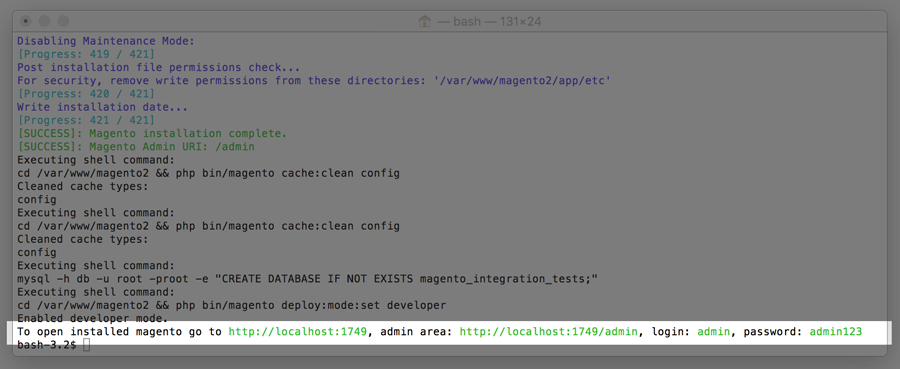 — bash — 131×24
Disabling Maintenance Mode:
[Progress: 419 / 421]
Post installation file permissions check...
For security, remove write permissions from these directories: '/var/www/magento2/app/etc'
[Progress: 420 / 421]
Write installation date...
[Progress: 421 / 421]
[SUCCESS]: Magento installation complete.
[SUCCESS]: Magento Admin URI: /admin
Executing shell command:
cd /var/www/magento2 && php bin/magento cache:clean config
Cleaned cache types:
config
Executing shell command:
cd /var/www/magento2 && php bin/magento cache:clean config
Cleaned cache types:
config
Executing shell command:
mysql -h db -u root -proot -e "CREATE DATABASE IF NOT EXISTS magento_integration_tests;"
Executing shell command:
cd /var/www/magento2 && php bin/magento deploy:mode:set developer
Enabled developer mode.
To open installed magento go to http://localhost:1749, admin area: http://localhost:1749/admin, login: admin, password: admin123
bash-3.2$